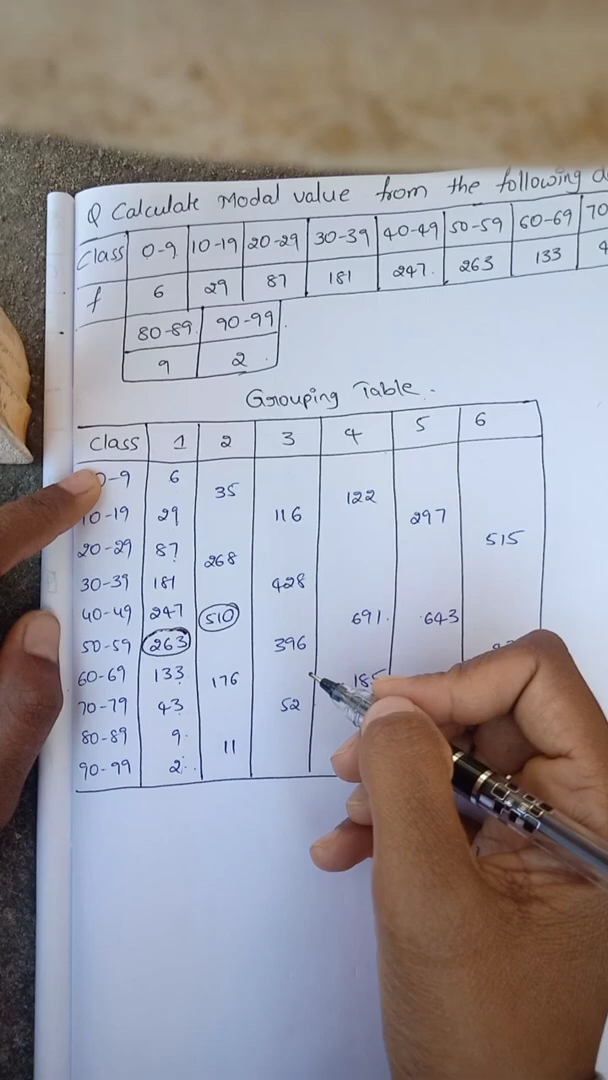 Q Calculate Modal value from the following
Class 0-9 10-19 20-29 30-39 40-49 50-59 60-69 70
f 6 29 87 181 247 263 133 4
80-89 90-99
9 2
Grouping Table.
Class 1 2 3 4 5 6
0-9 6
35 122
10-19 29 116 297
20-29 87 268 515
30-39 181 428
40-49 247 510 691 643
50-59 263 396
60-69 133 176 185
70-79 43 52
80-89 9 11
90-99 2